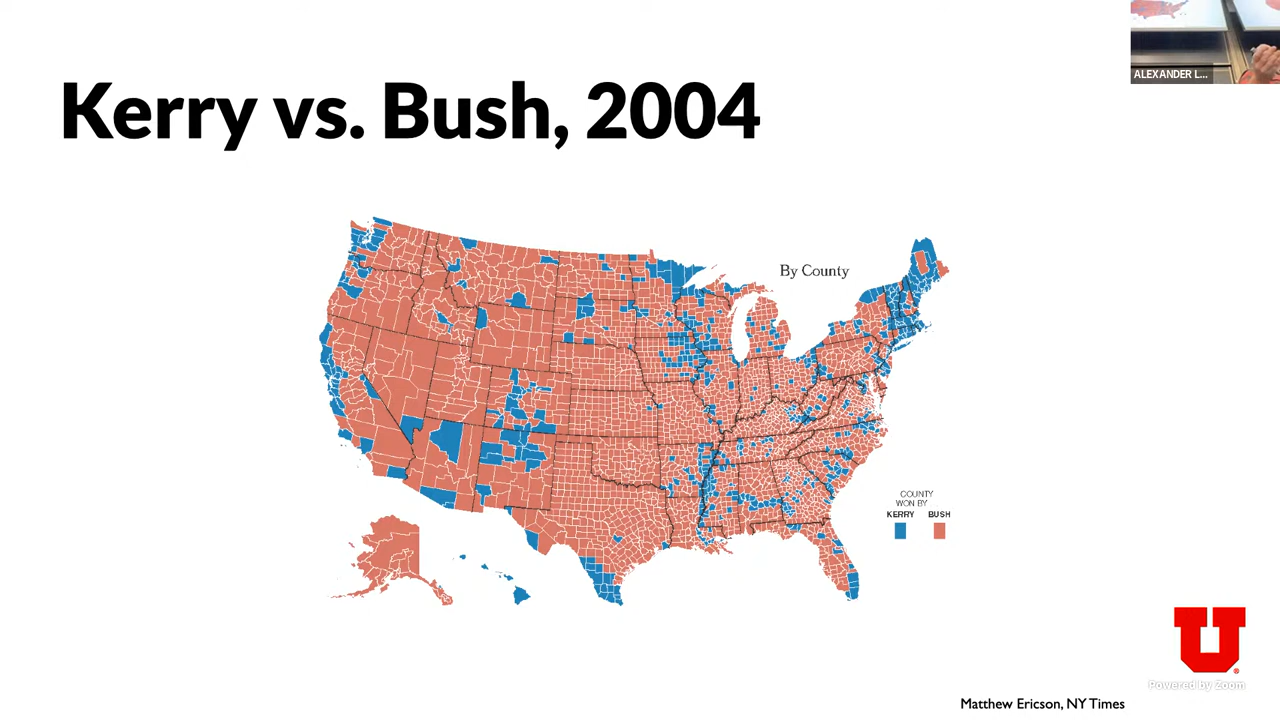 ALEXANDER L...
Kerry vs. Bush, 2004
By County
COUNTY
WON BY
KERRY BUSH
U
®
Powered by Zoom
Matthew Ericson, NY Times